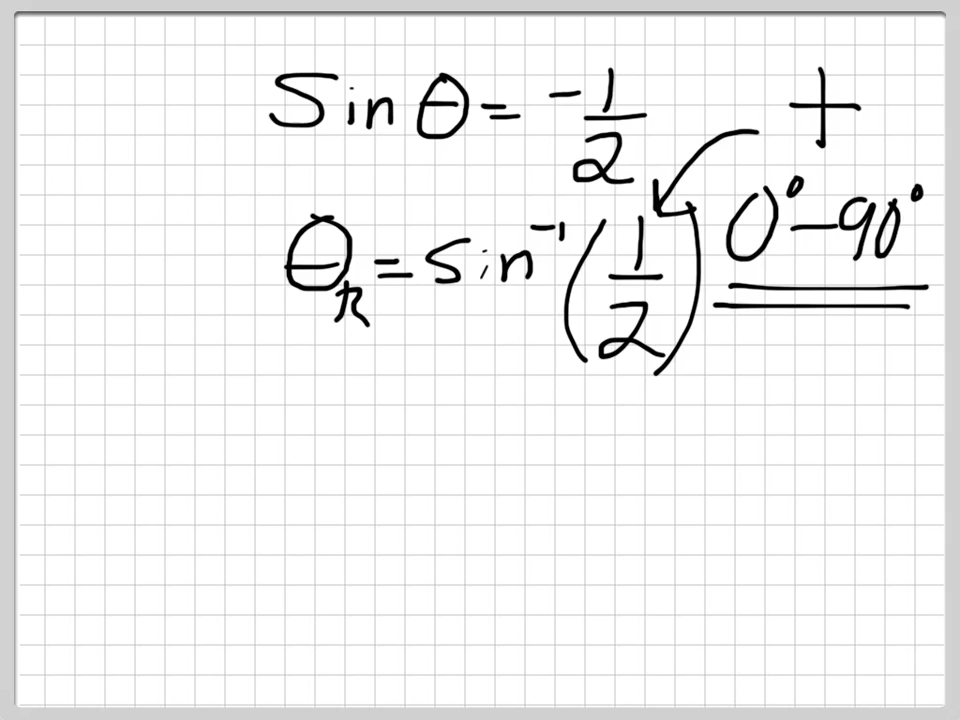 Sin θ = -1/2 +
θR = sin⁻¹(1/2) 0° - 90°